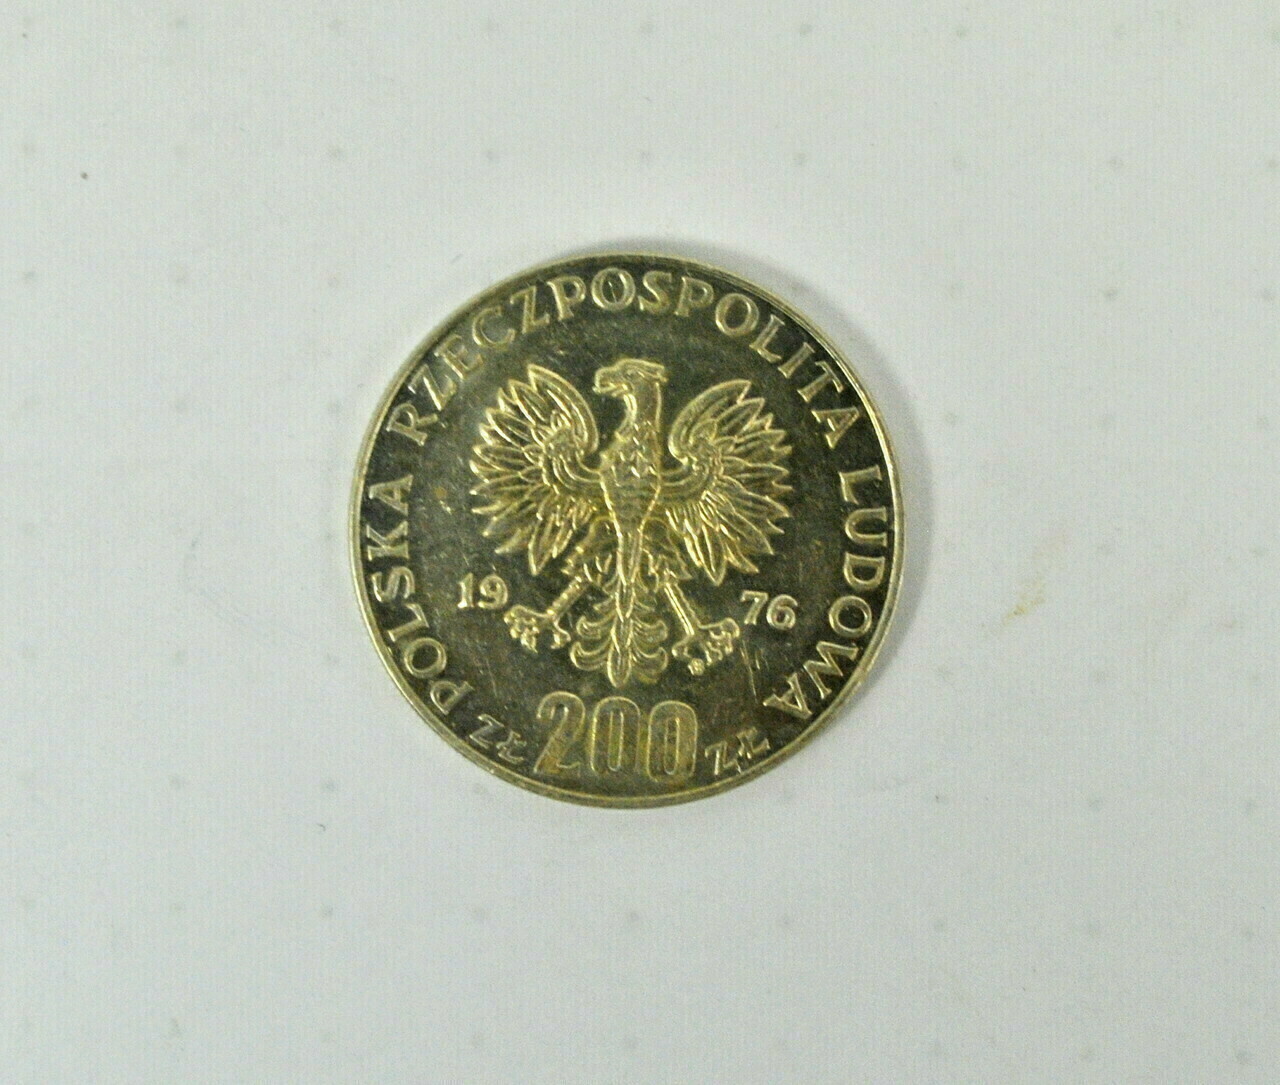 POLSKA RZECZPOSPOLITA LUDOWA
19 76
ZŁ 200 ZŁ